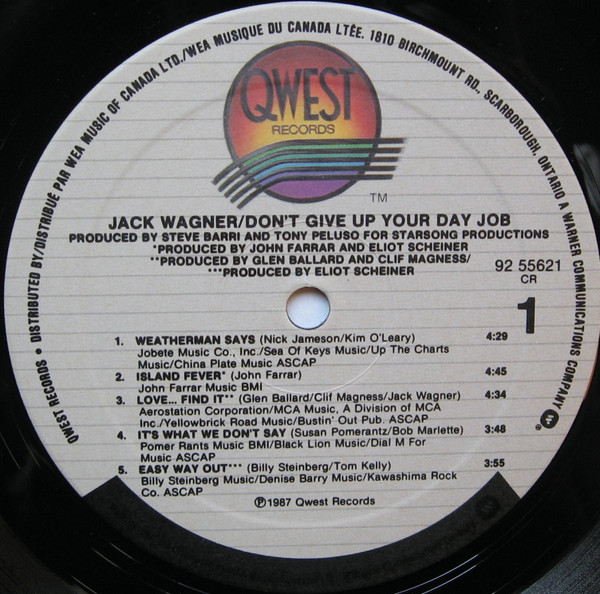 QWEST RECORDS • DISTRIBUTED BY/DISTRIBUÉ PAR WEA MUSIC OF CANADA LTD./WEA MUSIQUE DU CANADA LTÉE. 1810 BIRCHMOUNT RD., SCARBOROUGH, ONTARIO A WARNER COMMUNICATIONS COMPANY
QWEST
RECORDS
TM
JACK WAGNER/DON'T GIVE UP YOUR DAY JOB
PRODUCED BY STEVE BARRI AND TONY PELUSO FOR STARSONG PRODUCTIONS
*PRODUCED BY JOHN FARRAR AND ELIOT SCHEINER
**PRODUCED BY GLEN BALLARD AND CLIF MAGNESS/
***PRODUCED BY ELIOT SCHEINER
92 55621
CR
1
1. WEATHERMAN SAYS (Nick Jameson/Kim O'Leary) 4:29
Jobete Music Co., Inc./Sea Of Keys Music/Up The Charts
Music/China Plate Music ASCAP
2. ISLAND FEVER* (John Farrar) 4:45
John Farrar Music BMI
3. LOVE... FIND IT** (Glen Ballard/Clif Magness/Jack Wagner) 4:34
Aerostation Corporation/MCA Music, A Division of MCA
Inc./Yellowbrick Road Music/Bustin' Out Pub. ASCAP
4. IT'S WHAT WE DON'T SAY (Susan Pomerantz/Bob Marlette) 3:48
Pomer Rants Music BMI/Black Lion Music/Dial M For
Music ASCAP
5. EASY WAY OUT*** (Billy Steinberg/Tom Kelly) 3:55
Billy Steinberg Music/Denise Barry Music/Kawashima Rock
Co. ASCAP
℗1987 Qwest Records